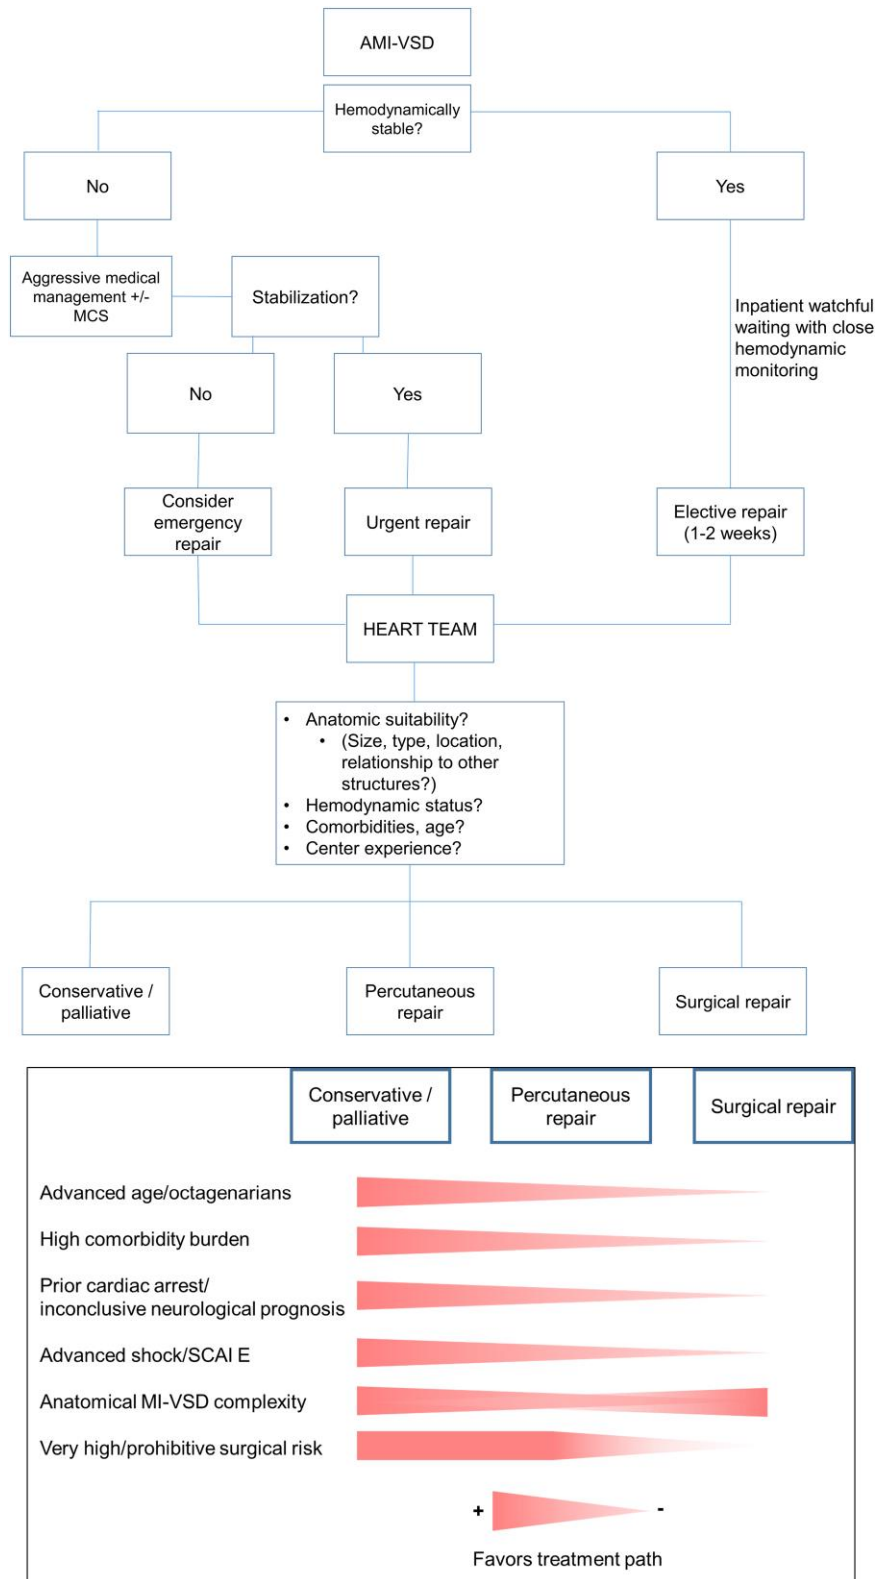 AMI-VSD
Hemodynamically
stable?
No
Yes
Aggressive medical
management +/-
MCS
Stabilization?
Inpatient watchful
waiting with close
hemodynamic
monitoring
No
Yes
Consider
emergency
repair
Urgent repair
Elective repair
(1-2 weeks)
HEART TEAM
• Anatomic suitability?
• (Size, type, location,
relationship to other
structures?)
• Hemodynamic status?
• Comorbidities, age?
• Center experience?
Conservative /
palliative
Percutaneous
repair
Surgical repair
Conservative /
palliative
Percutaneous
repair
Surgical repair
Advanced age/octagenarians
High comorbidity burden
Prior cardiac arrest/
inconclusive neurological prognosis
Advanced shock/SCAI E
Anatomical MI-VSD complexity
Very high/prohibitive surgical risk
+ -
Favors treatment path